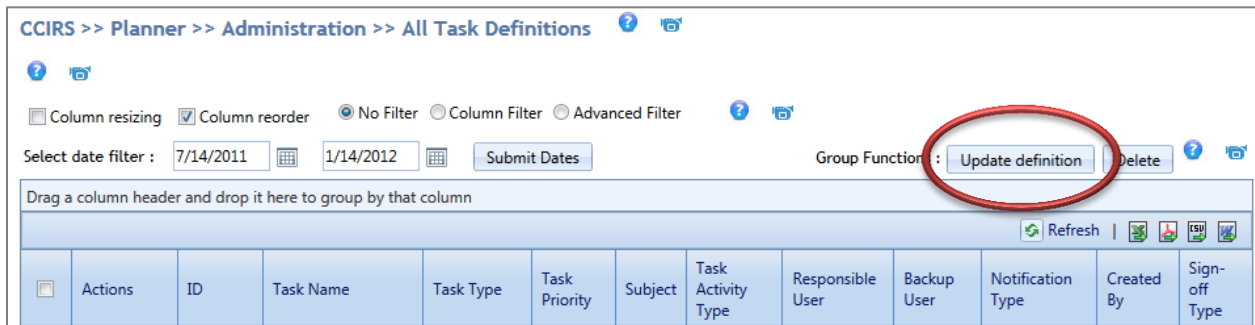 CCIRS >> Planner >> Administration >> All Task Definitions
Column resizing Column reorder No Filter Column Filter Advanced Filter
Select date filter : 7/14/2011 1/14/2012 Submit Dates Group Functions : Update definition Delete
Drag a column header and drop it here to group by that column
Refresh | CSV
Actions ID Task Name Task Type Task Priority Subject Task Activity Type Responsible User Backup User Notification Type Created By Sign-off Type